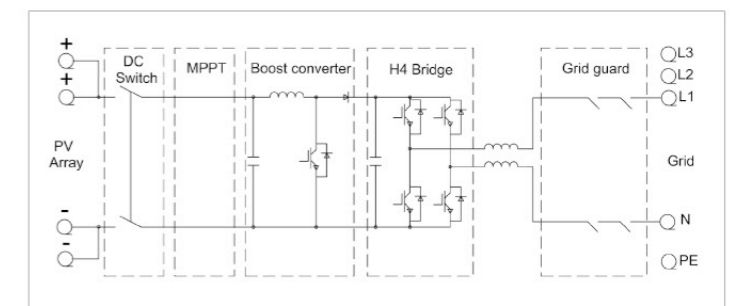 +
+
DC
Switch
MPPT
Boost converter
H4 Bridge
Grid guard
L3
L2
L1
PV
Array
Grid
-
-
N
PE